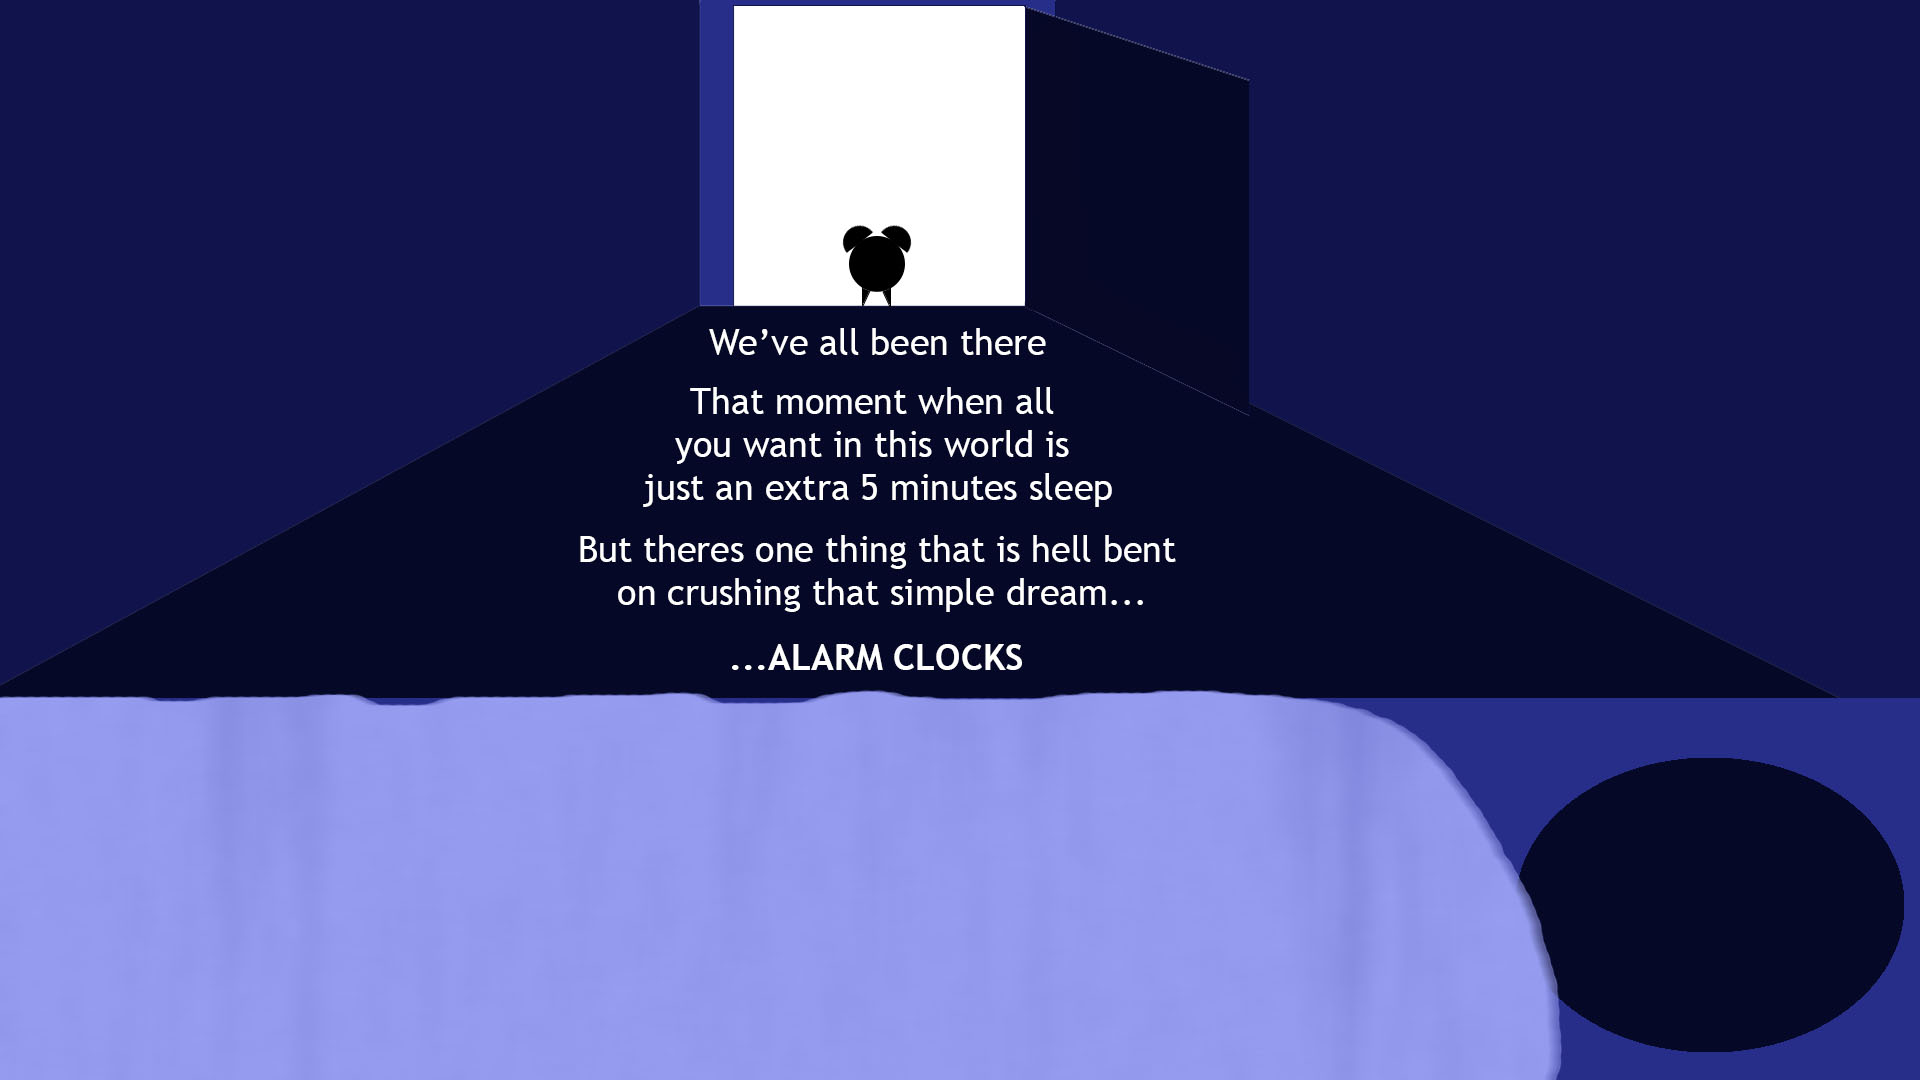 We’ve all been there
That moment when all
you want in this world is
just an extra 5 minutes sleep
But theres one thing that is hell bent
on crushing that simple dream...
...ALARM CLOCKS